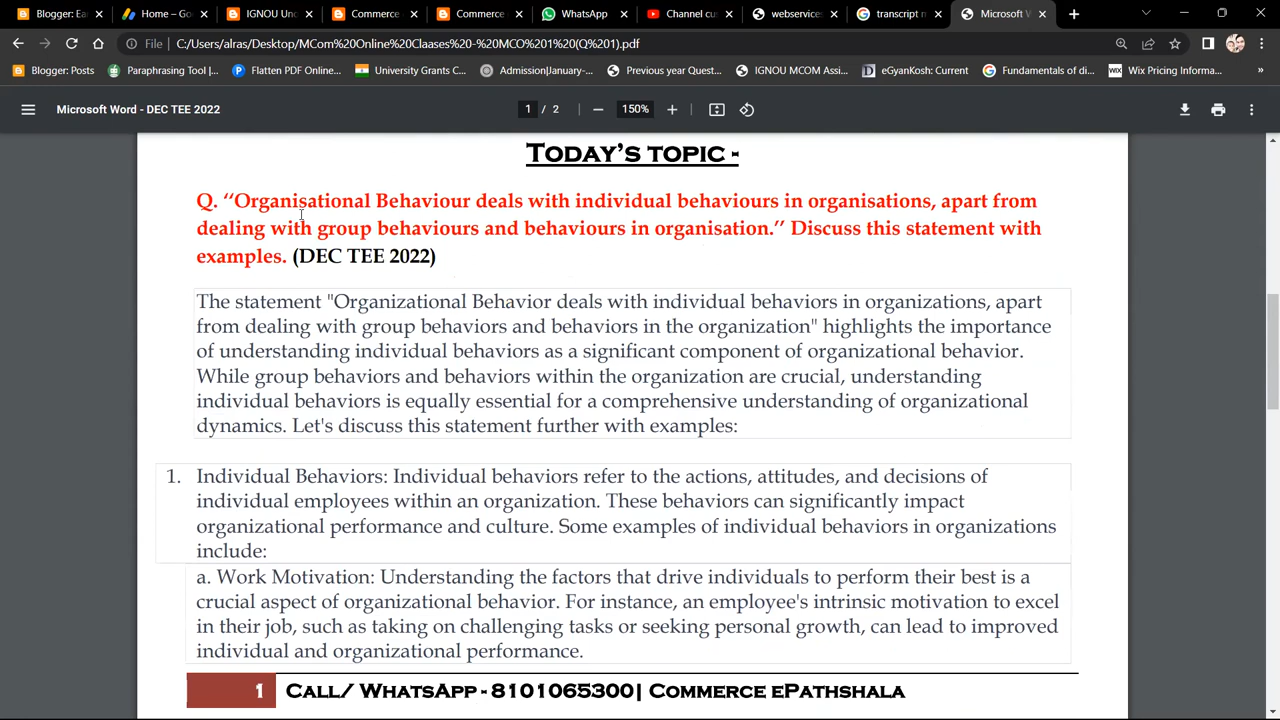 Blogger: Ear
Home – Goo
IGNOU Unc
Commerce
Commerce
WhatsApp
Channel cus
webservices
transcript n
Microsoft W
File
C:/Users/alras/Desktop/MCom%20Online%20Claases%20-%20MCO%201%20(Q%201).pdf
Blogger: Posts
Paraphrasing Tool |...
Flatten PDF Online...
University Grants C...
Admission|January-...
Previous year Quest...
IGNOU MCOM Assi...
eGyanKosh: Current
Fundamentals of di...
WIX Wix Pricing Informa...
»
Microsoft Word - DEC TEE 2022
1 / 2
150%
Today's topic -
Q. “Organisational Behaviour deals with individual behaviours in organisations, apart from
dealing with group behaviours and behaviours in organisation.” Discuss this statement with
examples. (DEC TEE 2022)
The statement "Organizational Behavior deals with individual behaviors in organizations, apart
from dealing with group behaviors and behaviors in the organization" highlights the importance
of understanding individual behaviors as a significant component of organizational behavior.
While group behaviors and behaviors within the organization are crucial, understanding
individual behaviors is equally essential for a comprehensive understanding of organizational
dynamics. Let's discuss this statement further with examples:
1. Individual Behaviors: Individual behaviors refer to the actions, attitudes, and decisions of
individual employees within an organization. These behaviors can significantly impact
organizational performance and culture. Some examples of individual behaviors in organizations
include:
a. Work Motivation: Understanding the factors that drive individuals to perform their best is a
crucial aspect of organizational behavior. For instance, an employee's intrinsic motivation to excel
in their job, such as taking on challenging tasks or seeking personal growth, can lead to improved
individual and organizational performance.
1 Call/ WhatsApp - 8101065300| Commerce ePathshala